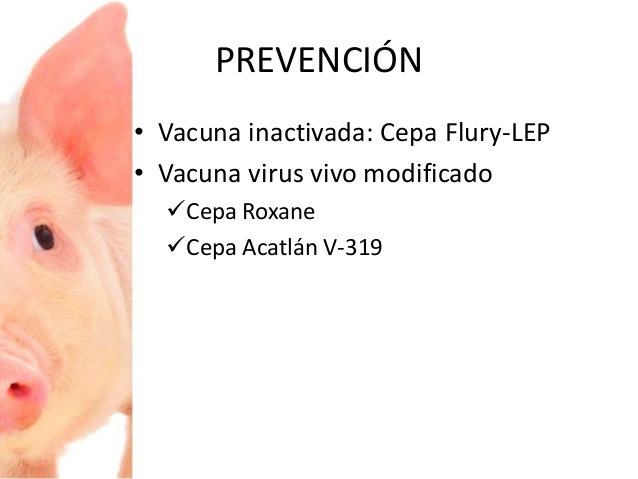 PREVENCIÓN
• Vacuna inactivada: Cepa Flury-LEP
• Vacuna virus vivo modificado
✓Cepa Roxane
✓Cepa Acatlán V-319